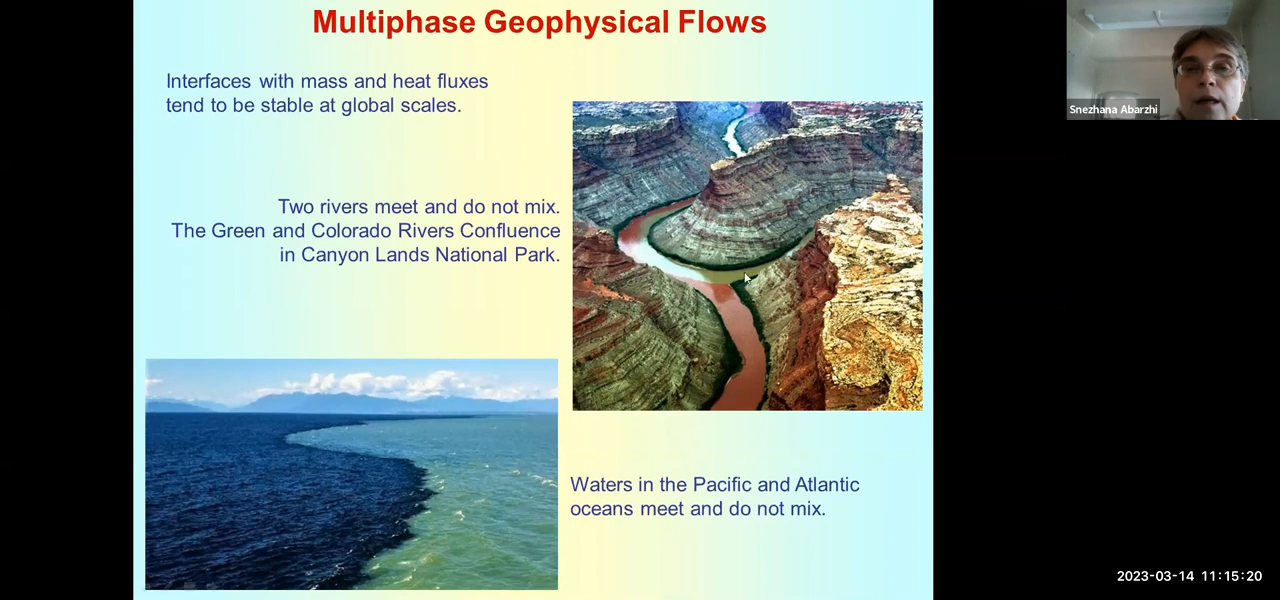 Multiphase Geophysical Flows
Interfaces with mass and heat fluxes
tend to be stable at global scales.
Two rivers meet and do not mix.
The Green and Colorado Rivers Confluence
in Canyon Lands National Park.
Waters in the Pacific and Atlantic
oceans meet and do not mix.
Snezhana Abarzhi
2023-03-14 11:15:20